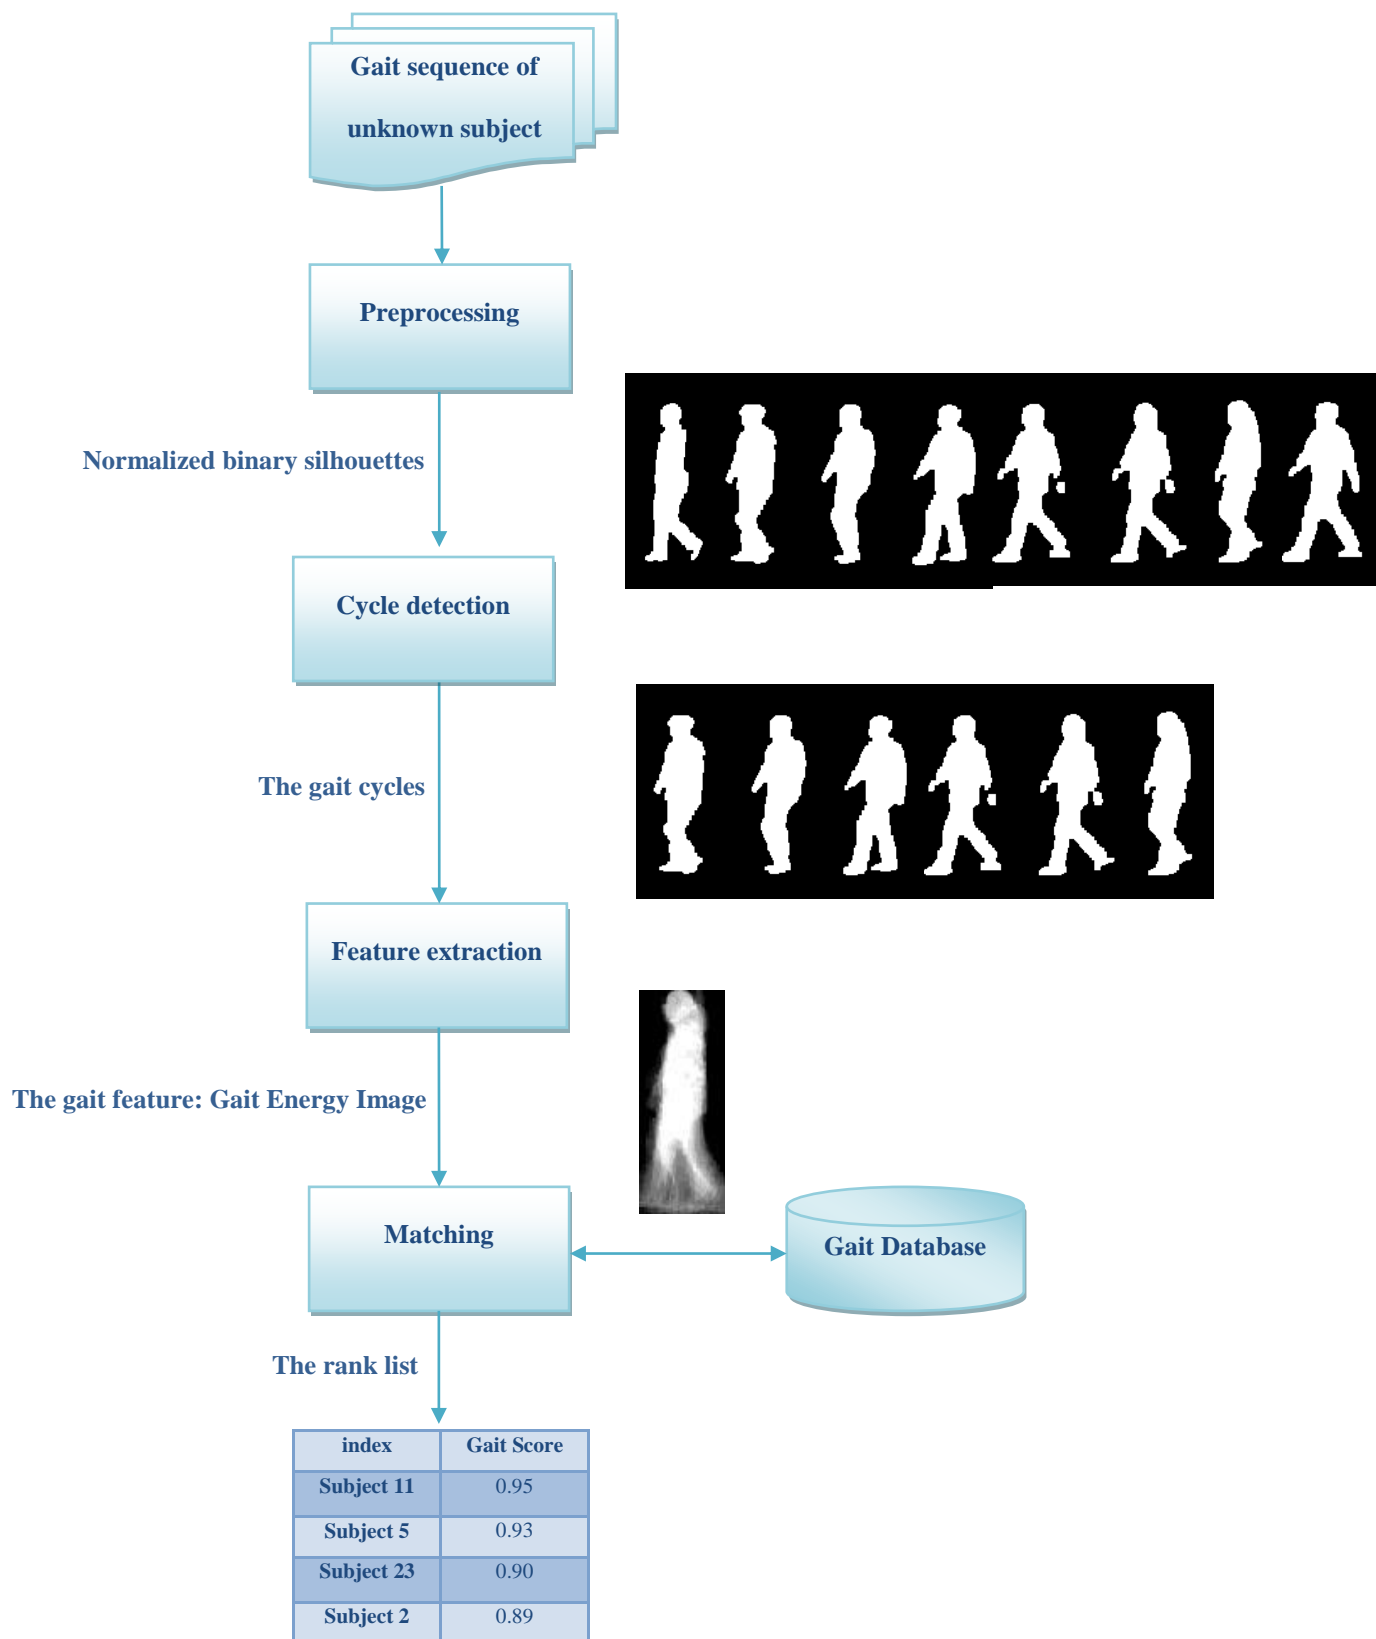 Gait sequence of
unknown subject
Preprocessing
Normalized binary silhouettes
Cycle detection
The gait cycles
Feature extraction
The gait feature: Gait Energy Image
Matching
Gait Database
The rank list
index Gait Score
Subject 11 0.95
Subject 5 0.93
Subject 23 0.90
Subject 2 0.89